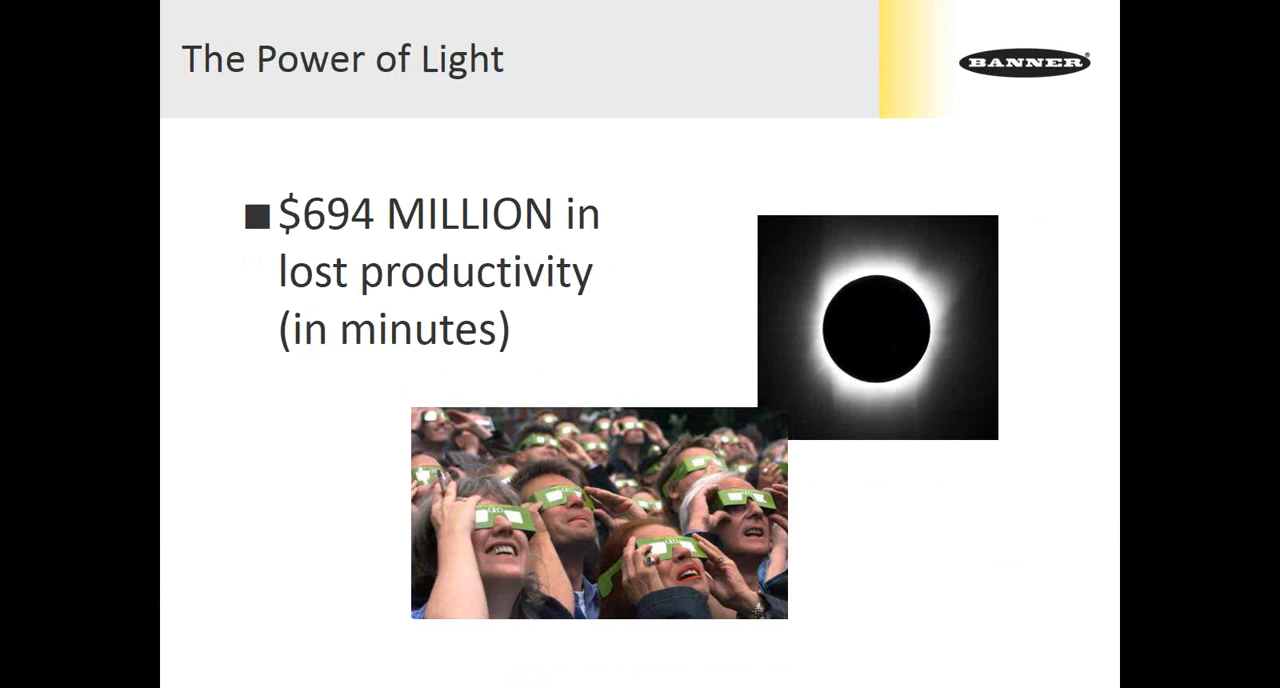 The Power of Light
BANNER
$694 MILLION in
lost productivity
(in minutes)